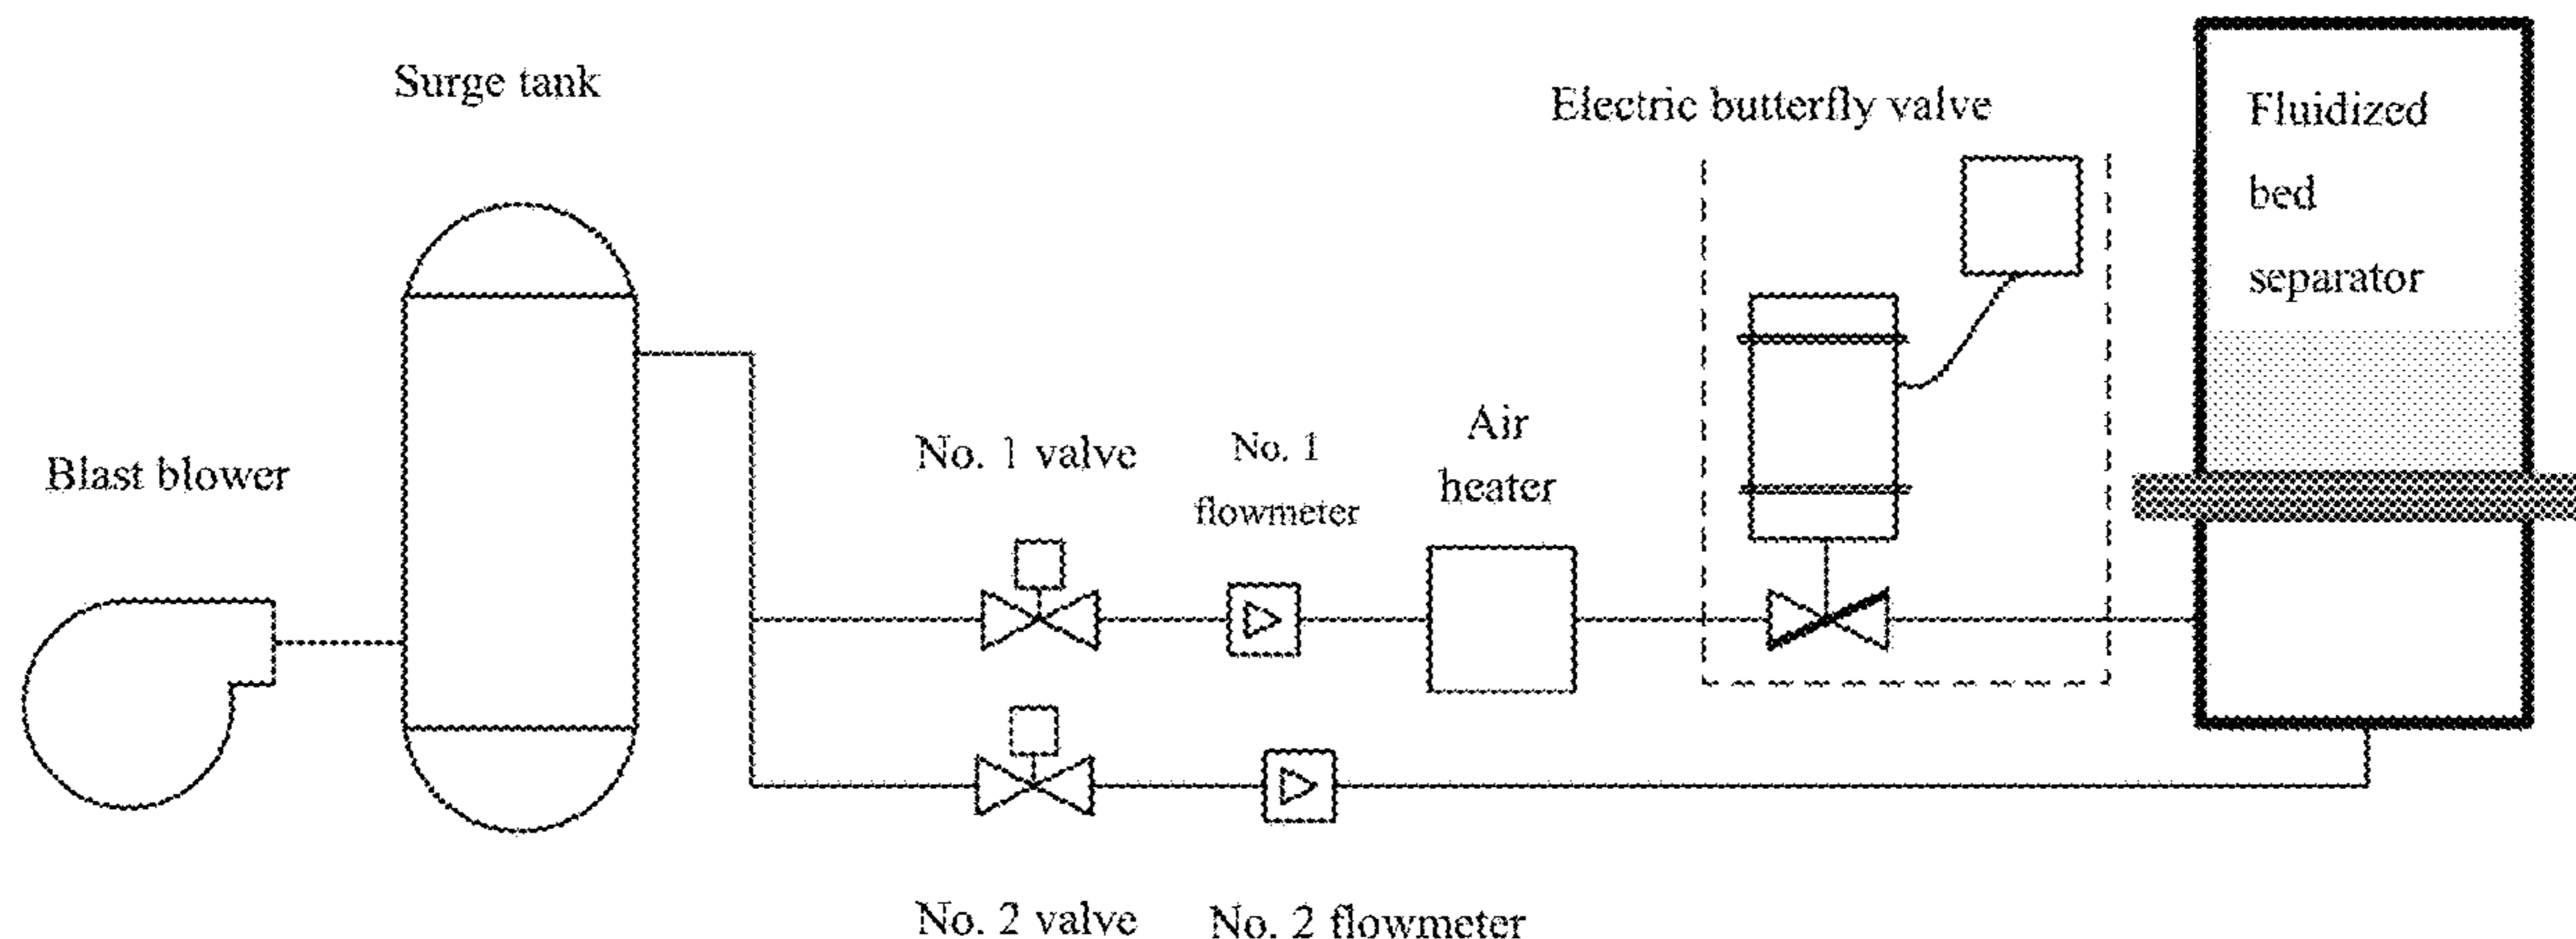 Surge tank
Electric butterfly valve
Fluidized
bed
separator
Blast blower
No. 1 valve
No. 1
flowmeter
Air
heater
No. 2 valve
No. 2 flowmeter